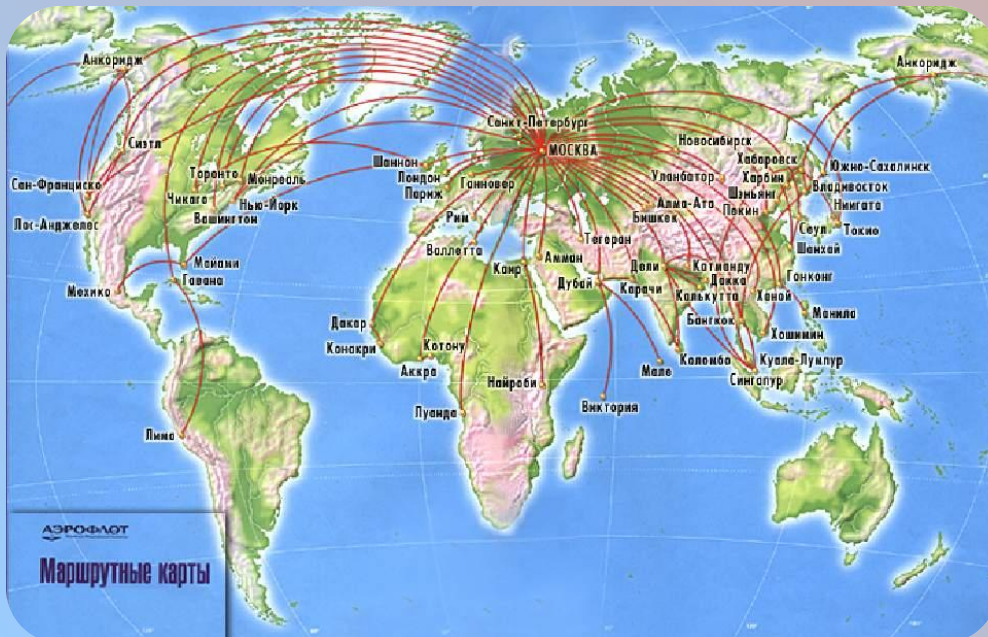 Анкоридж
Анкоридж
Санкт-Петербург
МОСКВА
Сиэтл
Новосибирск
Шаннон
Лондон
Париж
Ганновер
Торонто
Монреаль
Хабаровск
Южно-Сахалинск
Уланбатор
Харбин
Сан-Франциско
Чикаго
Нью-Йорк
Шэньянг
Владивосток
Алма-Ата
Пекин
Ниигата
Бишкек
Вашингтон
Рим
Лос-Анджелес
Сеул
Токио
Тегеран
Валлетта
Шанхай
Амман
Каир
Майами
Дели
Катманду
Гавана
Дубай
Карачи
Дакка
Гонконг
Мехико
Калькутта
Ханой
Манила
Бангкок
Дакар
Хошимин
Конакри
Котону
Коломбо
Куала-Лумпур
Аккра
Мале
Сингапур
Найроби
Луанда
Виктория
Лима
АЭРОФЛОТ
Маршрутные карты